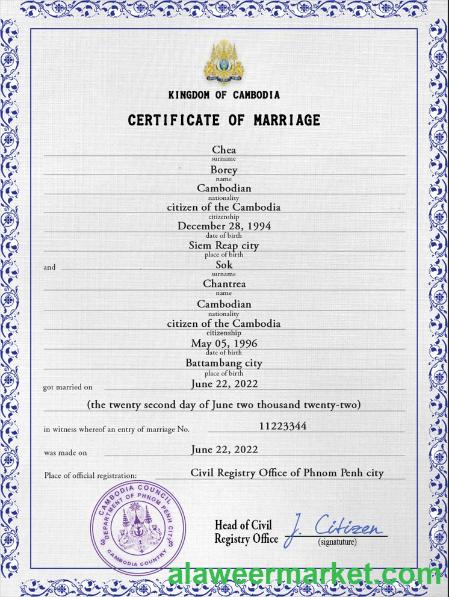 KINGDOM OF CAMBODIA
CERTIFICATE OF MARRIAGE
Chea
surname
Borey
name
Cambodian
nationality
citizen of the Cambodia
citizenship
December 28, 1994
date of birth
Siem Reap city
place of birth
and Sok
surname
Chantrea
name
Cambodian
nationality
citizen of the Cambodia
citizenship
May 05, 1996
date of birth
Battambang city
place of birth
got married on June 22, 2022
(the twenty second day of June two thousand twenty-two)
in witness whereof an entry of marriage No. 11223344
was made on June 22, 2022
Place of official registration: Civil Registry Office of Phnom Penh city
CAMBODIA COUNCIL
DEPARTMENT OF PHNOM PENH CITY
CAMBODIA COUNTRY
Head of Civil
Registry Office J. Citizen
(signatuture)
alaweermarket.com